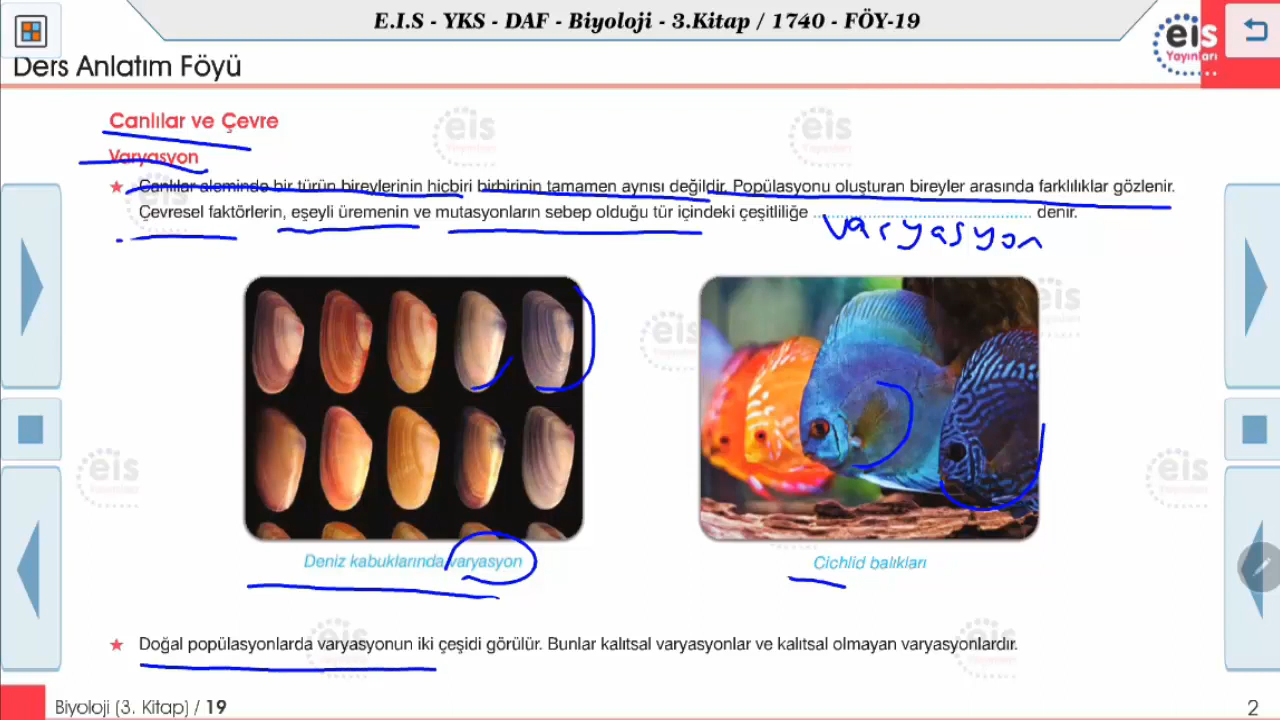 E.I.S - YKS - DAF - Biyoloji - 3.Kitap / 1740 - FÖY-19
eis
Yayınları
Ders Anlatım Föyü
Canlılar ve Çevre
Varyasyon
★ Canlılar aleminde bir türün bireylerinin hiçbiri birbirinin tamamen aynısı değildir. Popülasyonu oluşturan bireyler arasında farklılıklar gözlenir.
Çevresel faktörlerin, eşeyli üremenin ve mutasyonların sebep olduğu tür içindeki çeşitliliğe ........................................ denir.
varyasyon
Deniz kabuklarında varyasyon
Cichlid balıkları
★ Doğal popülasyonlarda varyasyonun iki çeşidi görülür. Bunlar kalıtsal varyasyonlar ve kalıtsal olmayan varyasyonlardır.
Biyoloji (3. Kitap) / 19
2